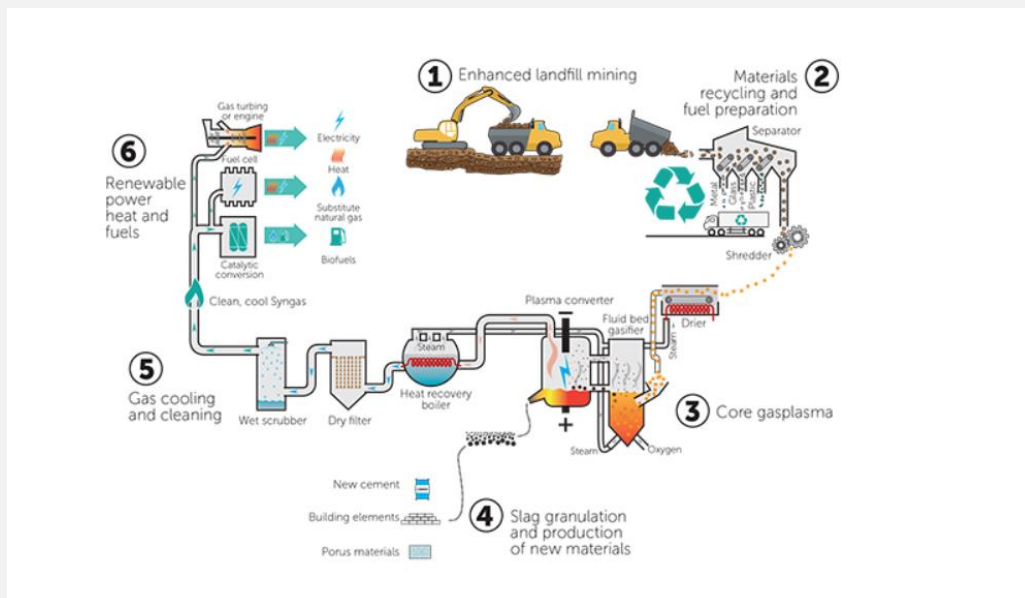 1 Enhanced landfill mining
Materials 2
recycling and
fuel preparation
Separator
Metal
Glass
Plastic
Shredder
Gas turbing
or engine
Electricity
Heat
Fuel cell
Substitute
natural gas
Biofuels
Catalytic
conversion
6
Renewable
power
heat and
fuels
Clean, cool Syngas
5
Gas cooling
and cleaning
Wet scrubber
Dry filter
Steam
Heat recovery
boiler
Plasma converter
−
+
Fluid bed
gasifier
Steam
Drier
3 Core gasplasma
Steam
Oxygen
4 Slag granulation
and production
of new materials
New cement
Building elements
Porus materials